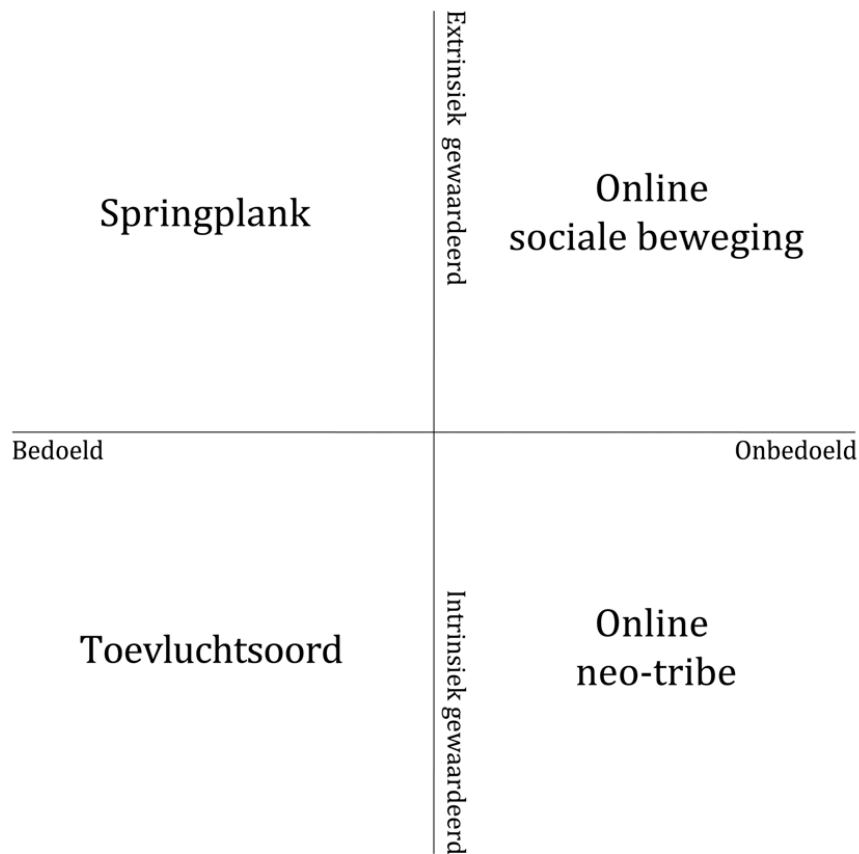 Extrinsiek gewaardeerd
Springplank
Online
sociale beweging
Bedoeld
Onbedoeld
Intrinsiek gewaardeerd
Toevluchtsoord
Online
neo-tribe